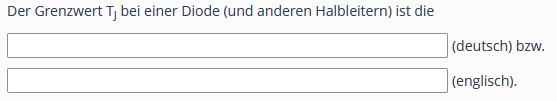 Der Grenzwert TJ bei einer Diode (und anderen Halbleitern) ist die
(deutsch) bzw.
(englisch).